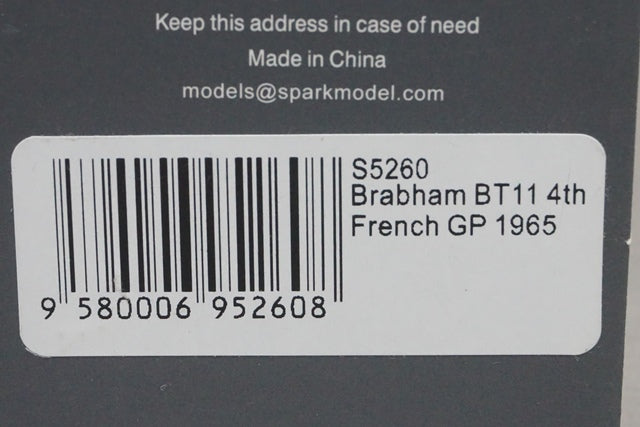 Keep this address in case of need
Made in China
models@sparkmodel.com
S5260
Brabham BT11 4th
French GP 1965
9 580006 952608